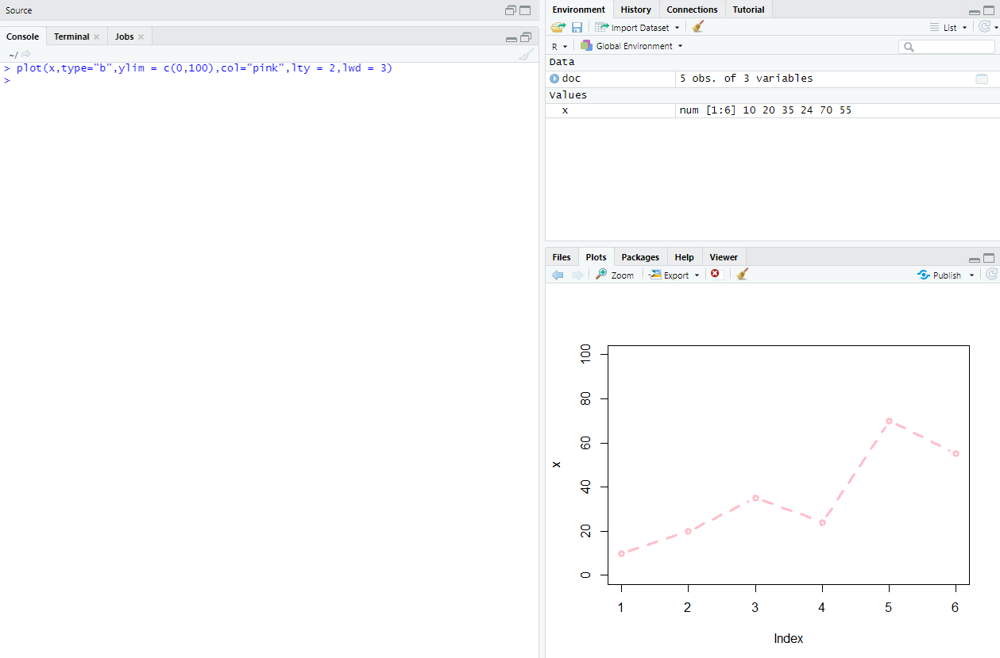 Source
Console Terminal Jobs
~/
> plot(x,type="b",ylim = c(0,100),col="pink",lty = 2,lwd = 3)
>
Environment History Connections Tutorial
Import Dataset List
R Global Environment
Data
doc 5 obs. of 3 variables
Values
x num [1:6] 10 20 35 24 70 55
Files Plots Packages Help Viewer
Zoom Export Publish
100
80
60
x
40
20
0
1 2 3 4 5 6
Index